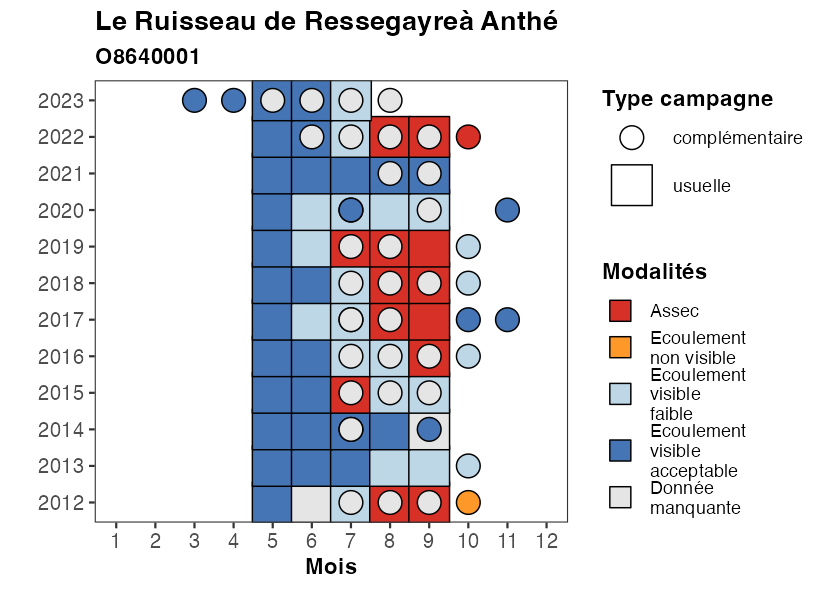 Le Ruisseau de Ressegayreà Anthé
O8640001
2023
2022
2021
2020
2019
2018
2017
2016
2015
2014
2013
2012
1 2 3 4 5 6 7 8 9 10 11 12
Mois
Type campagne
complémentaire
usuelle
Modalités
Assec
Ecoulement
non visible
Ecoulement
visible
faible
Ecoulement
visible
acceptable
Donnée
manquante